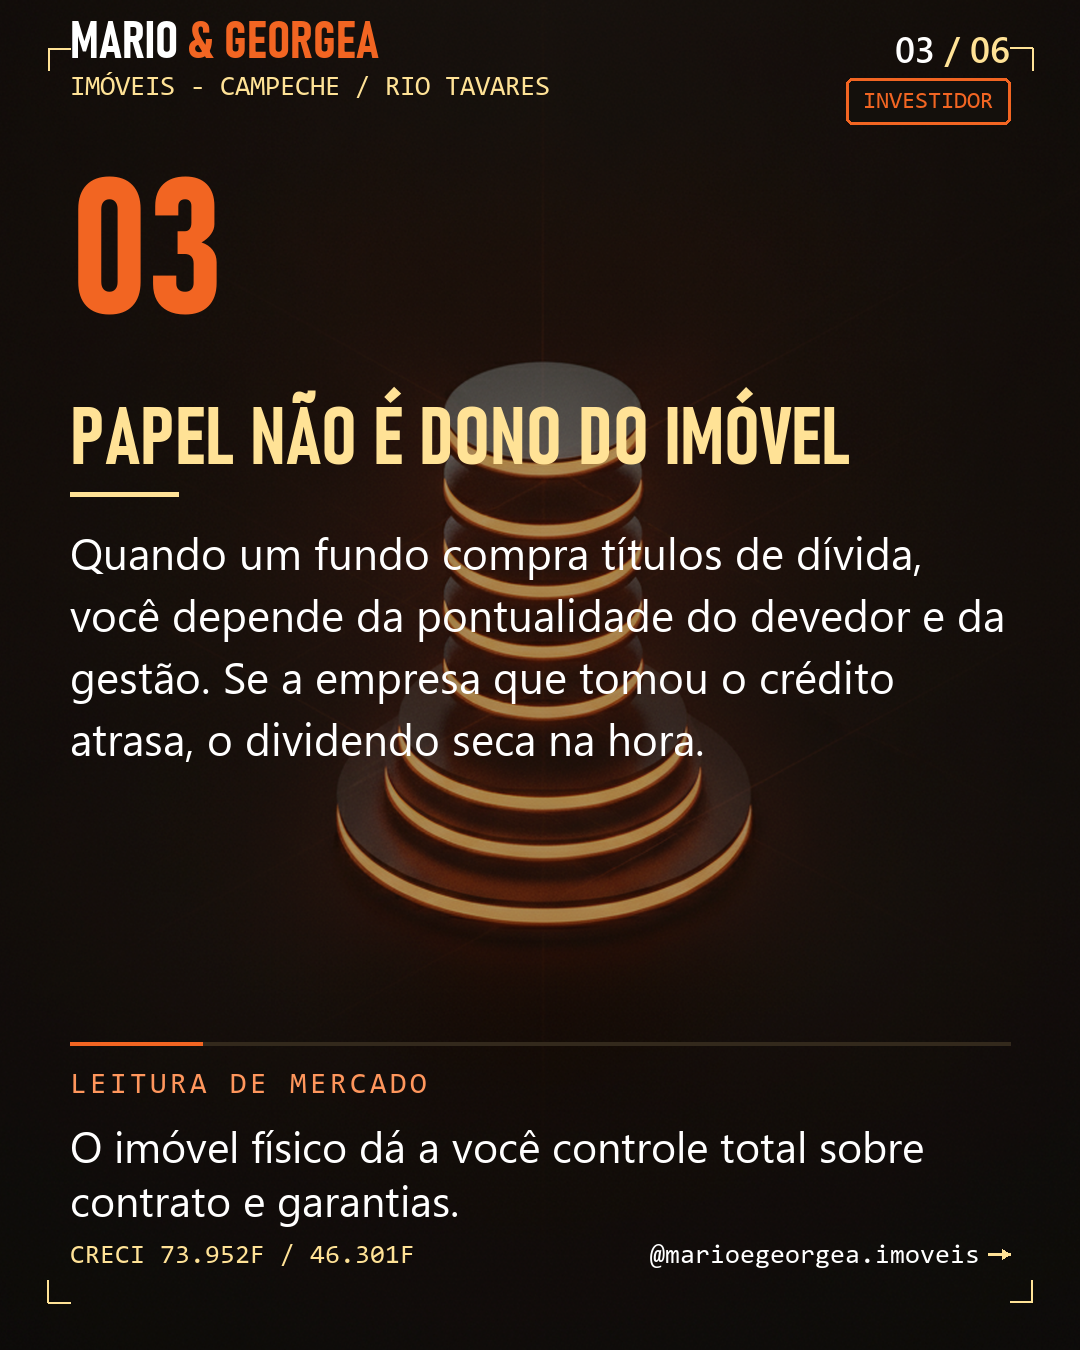 MARIO & GEORGEA
IMÓVEIS - CAMPECHE / RIO TAVARES
03 / 06
INVESTIDOR
03
PAPEL NÃO É DONO DO IMÓVEL
Quando um fundo compra títulos de dívida,
você depende da pontualidade do devedor e da
gestão. Se a empresa que tomou o crédito
atrasa, o dividendo seca na hora.
LEITURA DE MERCADO
O imóvel físico dá a você controle total sobre
contrato e garantias.
CRECI 73.952F / 46.301F
@marioegeorgea.imoveis →